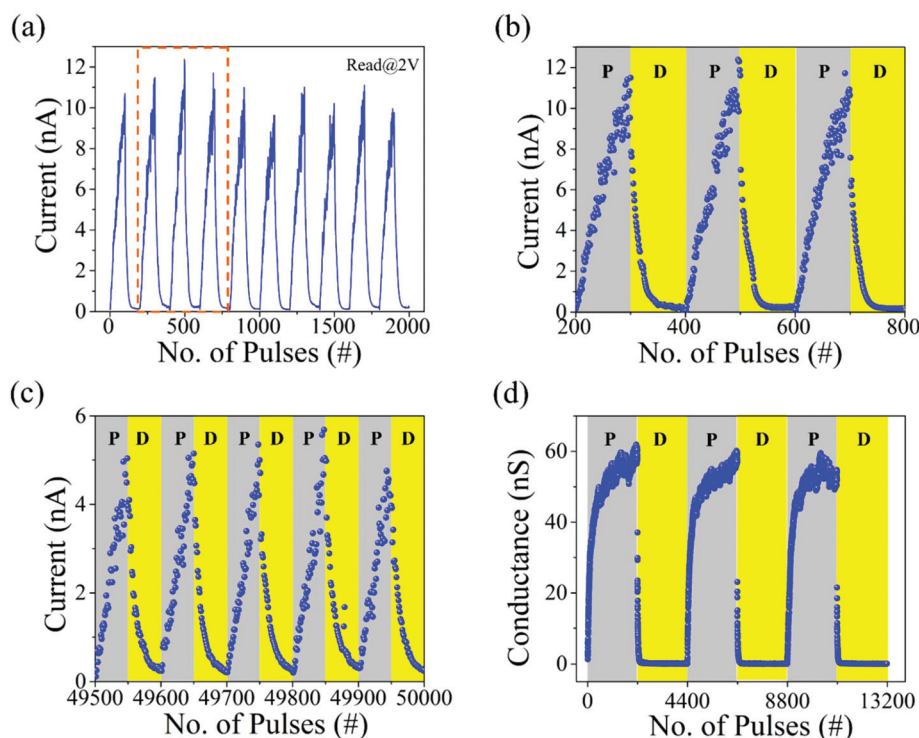 (a)
Read@2V
12
10
8
6
4
2
0
Current (nA)
0 500 1000 1500 2000
No. of Pulses (#)
(b)
P D P D P D
12
10
8
6
4
2
0
Current (nA)
200 400 600 800
No. of Pulses (#)
(c)
P D P D P D P D P D
6
4
2
0
Current (nA)
49500 49600 49700 49800 49900 50000
No. of Pulses (#)
(d)
P D P D P D
60
40
20
0
Conductance (nS)
0 4400 8800 13200
No. of Pulses (#)